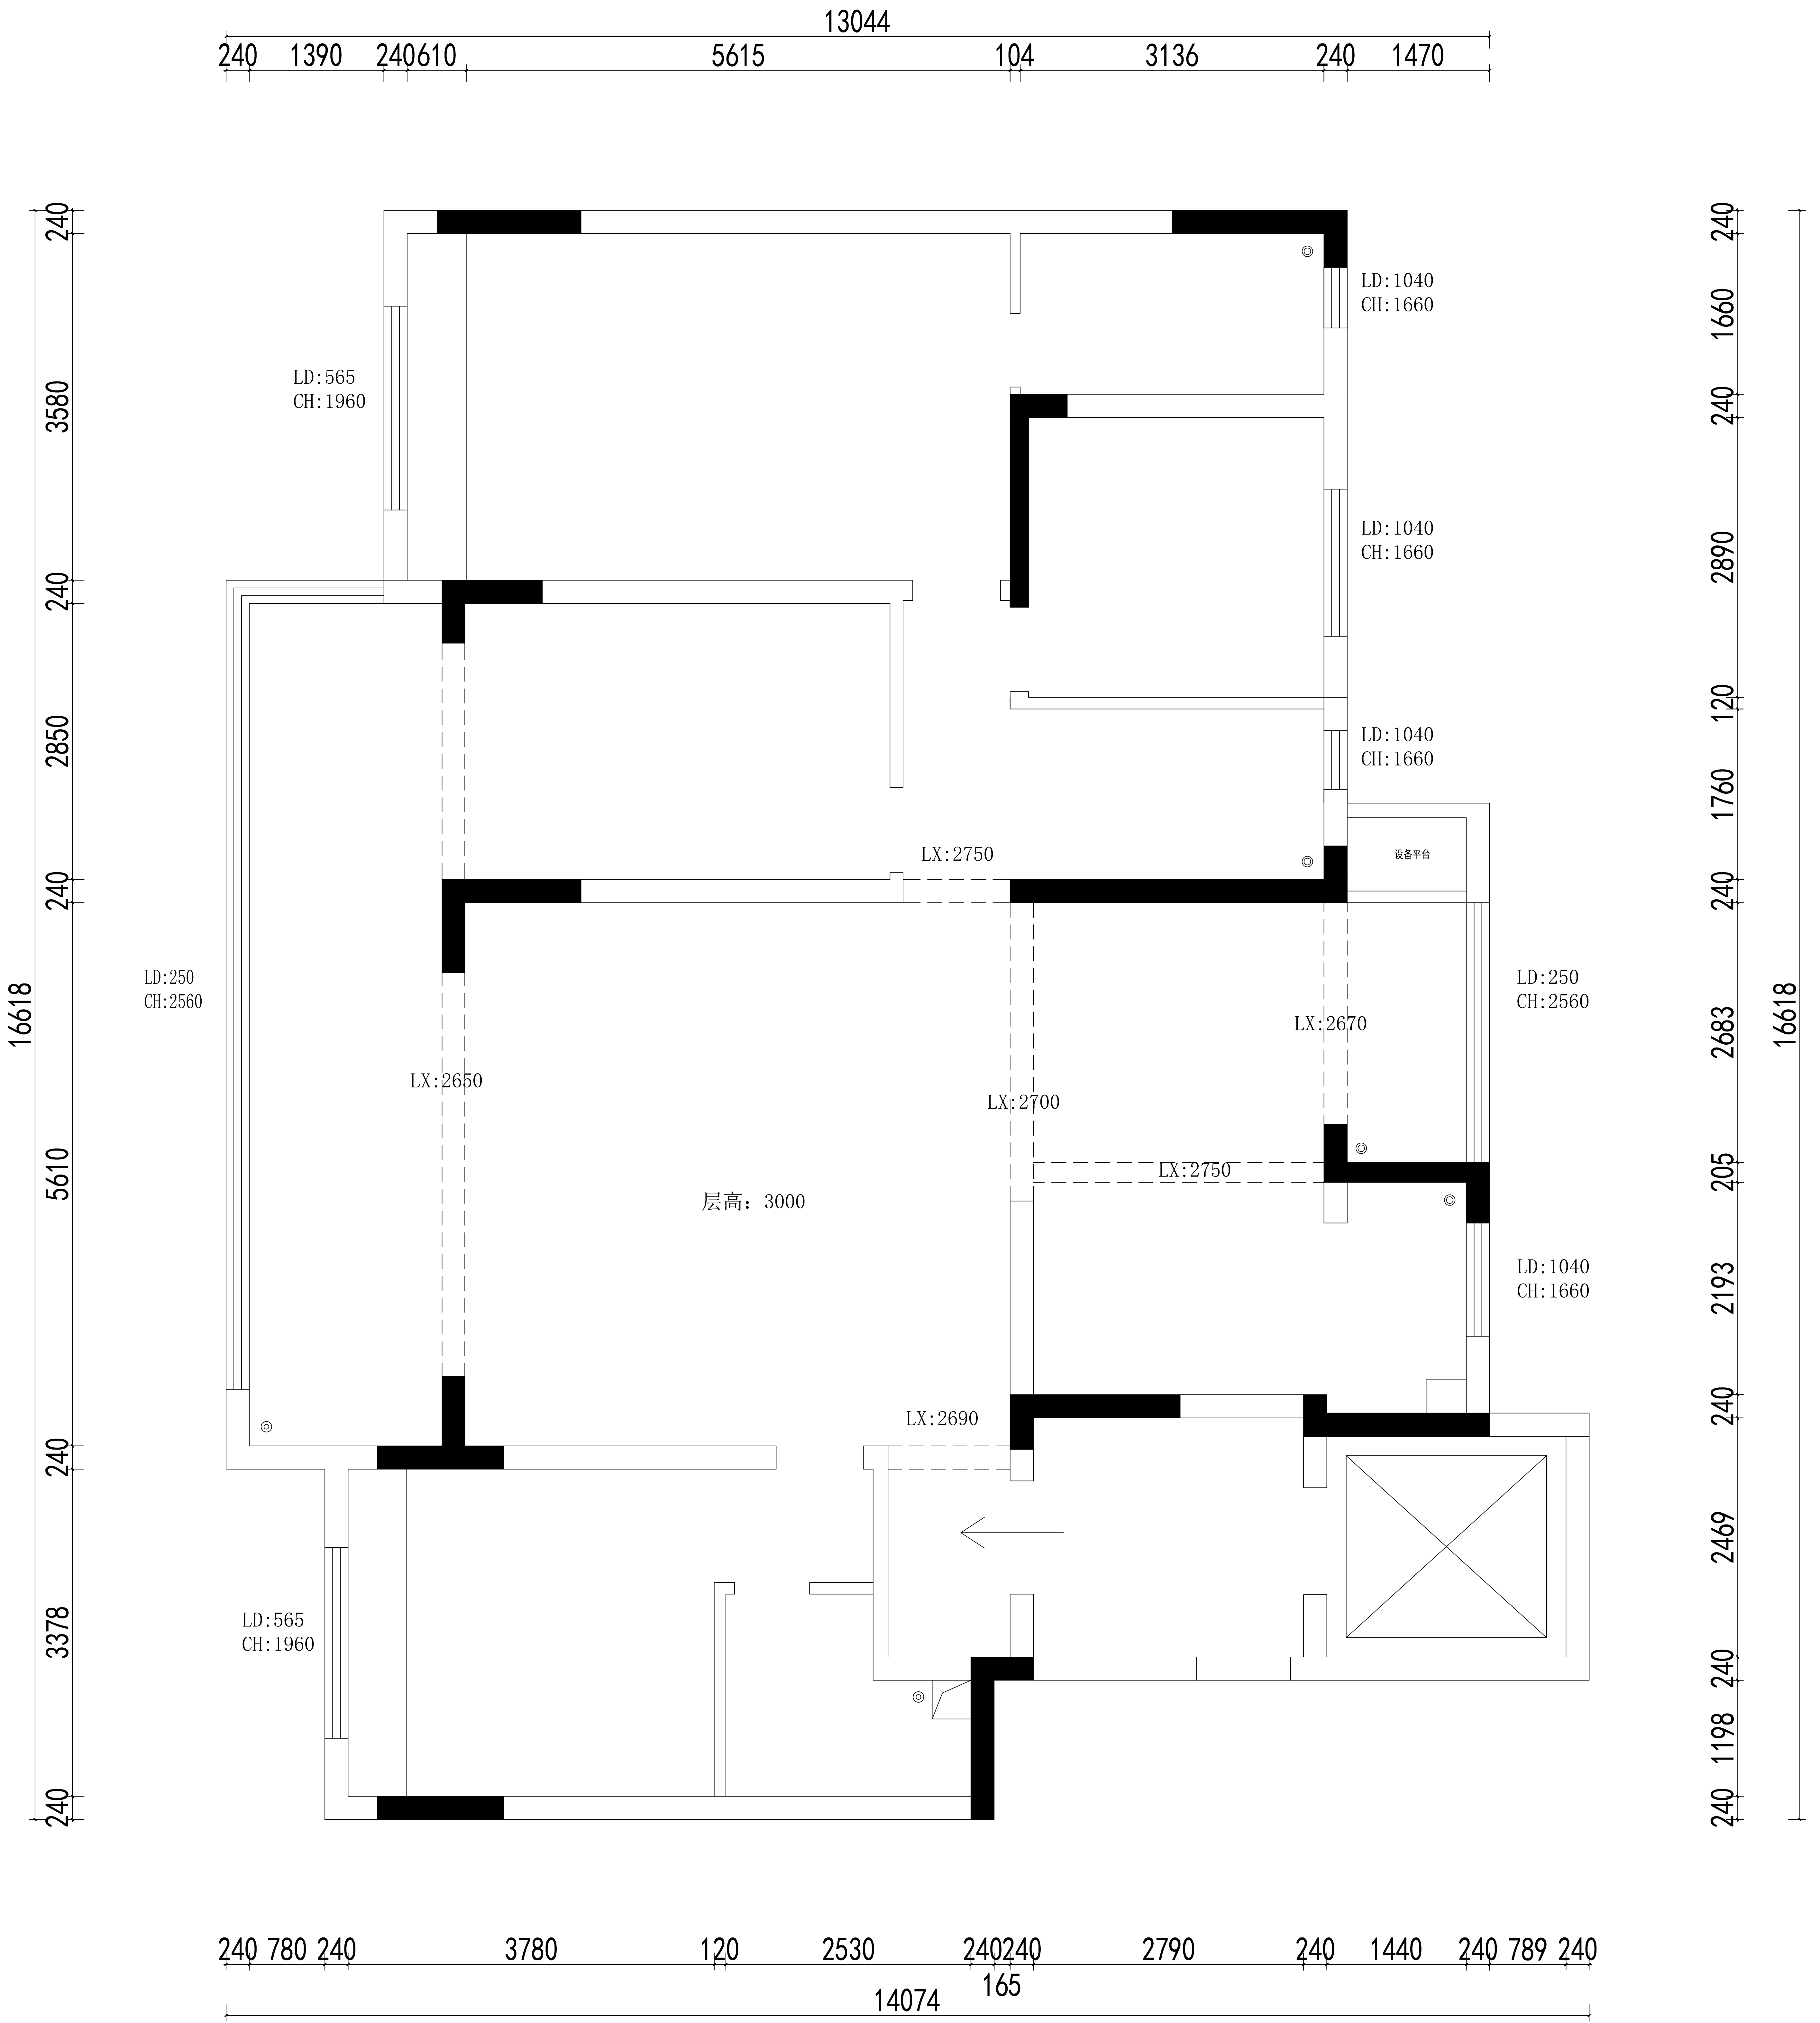 13044
240 1390 240 610 5615 104 3136 240 1470
240
240
LD:1040
CH:1660
1660
LD:565
CH:1960
3580
240
LD:1040
CH:1660
2890
240
120
LD:1040
CH:1660
2850
1760
LX:2750
设备平台
240
240
LD:250
CH:2560
LD:250
CH:2560
16618
16618
LX:2670
2683
LX:2650
LX:2700
LX:2750
205
5610
层高：3000
LD:1040
CH:1660
2193
240
LX:2690
240
2469
LD:565
CH:1960
3378
240
1198
240
240
240 780 240 3780 120 2530 240 240 2790 240 1440 240 789 240
165
14074